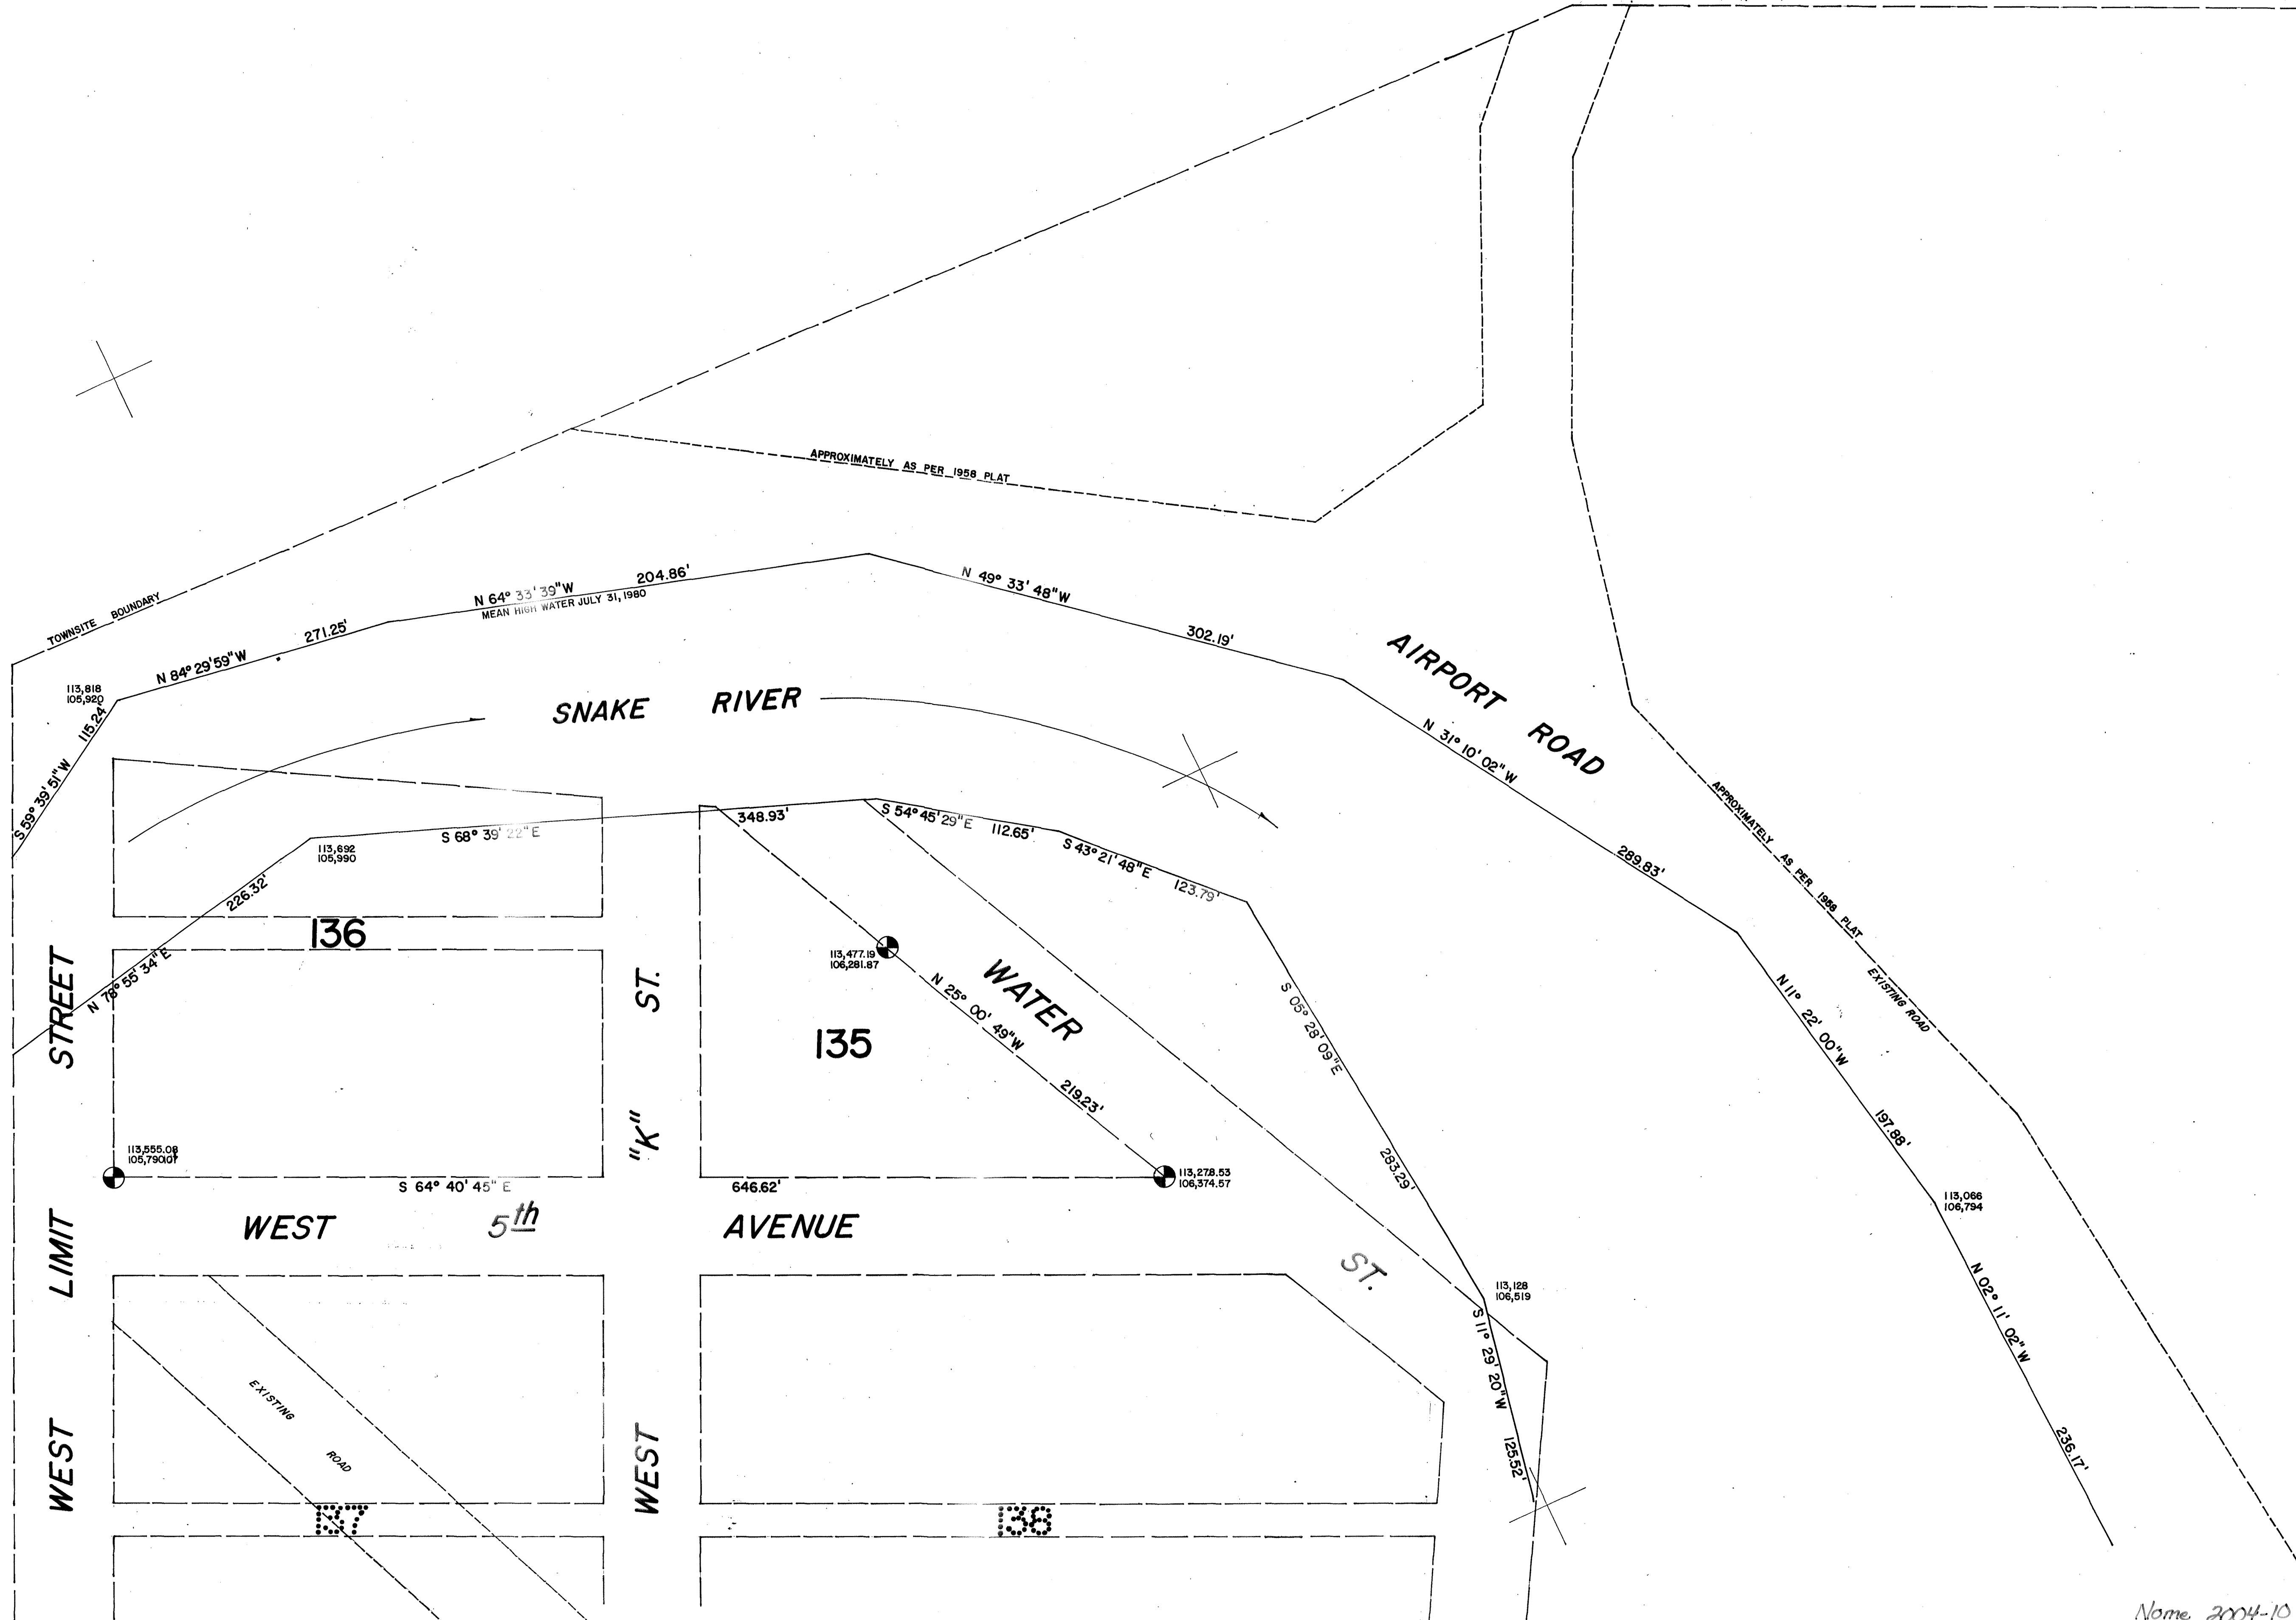 APPROXIMATELY AS PER 1958 PLAT
TOWNSITE BOUNDARY
N 64° 33' 39" W 204.86'
MEAN HIGH WATER JULY 31, 1980
N 49° 33' 48" W 302.19'
N 84° 29' 59" W 271.25'
113,818
105,920
S 59° 39' 51" W 115.24'
SNAKE RIVER
AIRPORT ROAD
N 31° 10' 02" W 289.83'
APPROXIMATELY AS PER 1958 PLAT
EXISTING ROAD
S 68° 39' 22" E 348.93'
S 54° 45' 29" E 112.65'
S 43° 21' 48" E 123.79'
113,692
105,990
N 78° 55' 34" E 226.32'
136
113,477.19
106,281.87
N 25° 00' 49" W 219.23'
135
WATER ST.
S 05° 28' 09" E 283.29'
N 11° 22' 00" W 197.88'
113,555.08
105,790.07
S 64° 40' 45" E 646.62'
113,278.53
106,374.57
113,066
106,794
WEST 5th AVENUE
WEST LIMIT STREET
WEST "K" ST.
113,128
106,519
N 02° 11' 02" W 236.17'
S 11° 29' 20" W 125.52'
EXISTING ROAD
137
138
Nome 2004-10